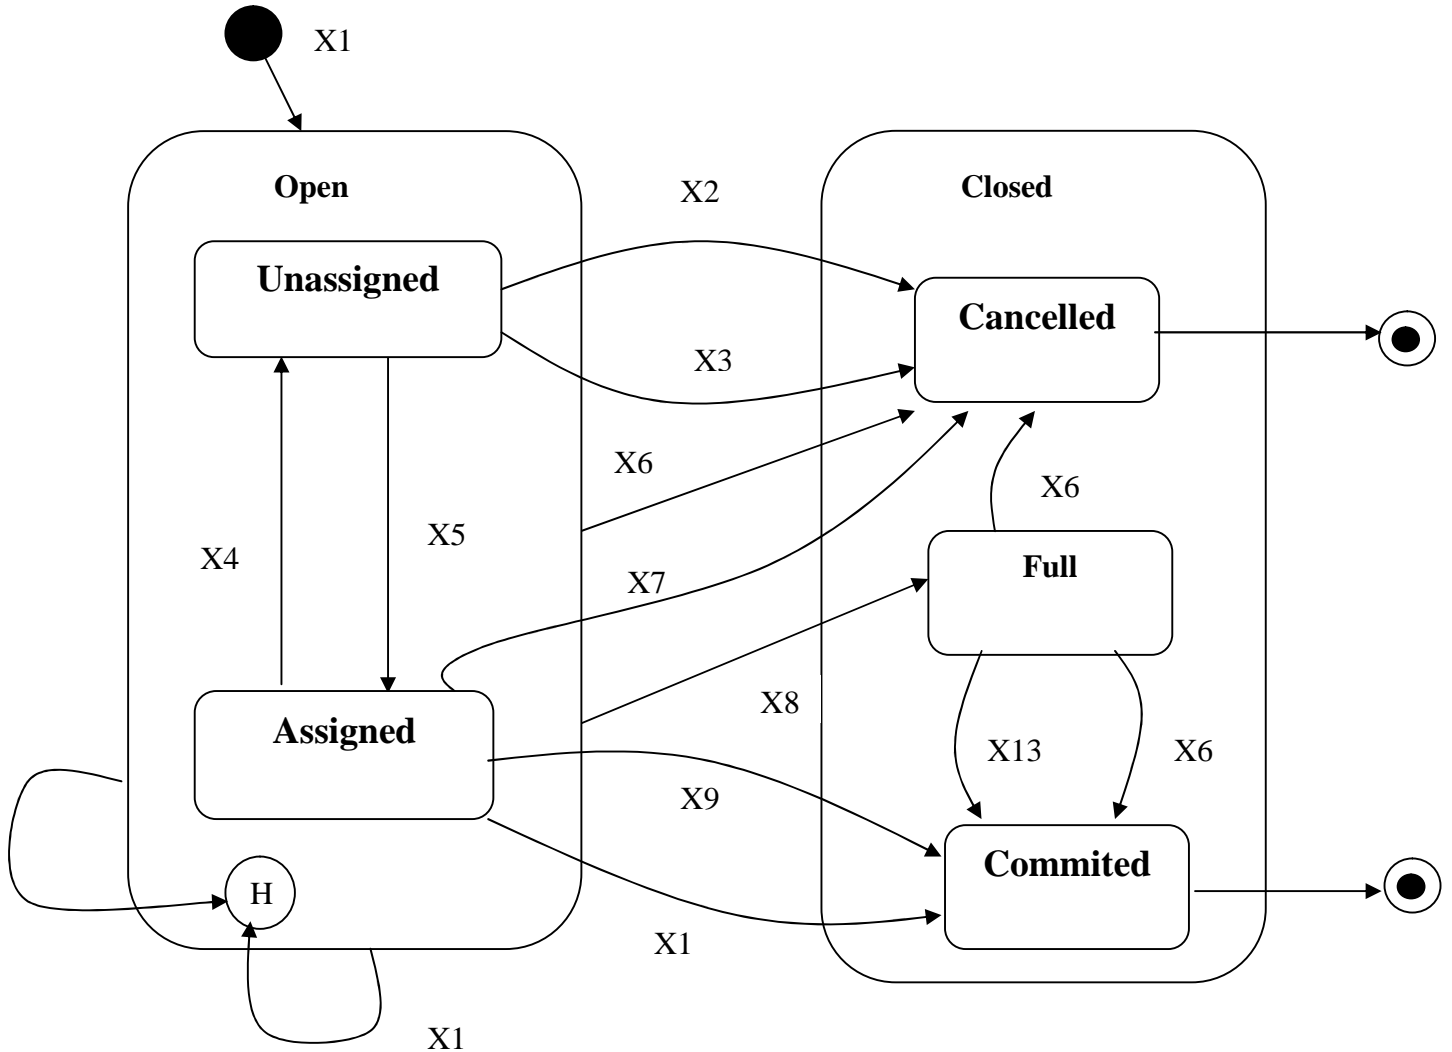 X1
Open
Closed
X2
Unassigned
Cancelled
X3
X6
X6
X4
X5
Full
X7
X8
Assigned
X13
X6
X9
Commited
H
X1
X1